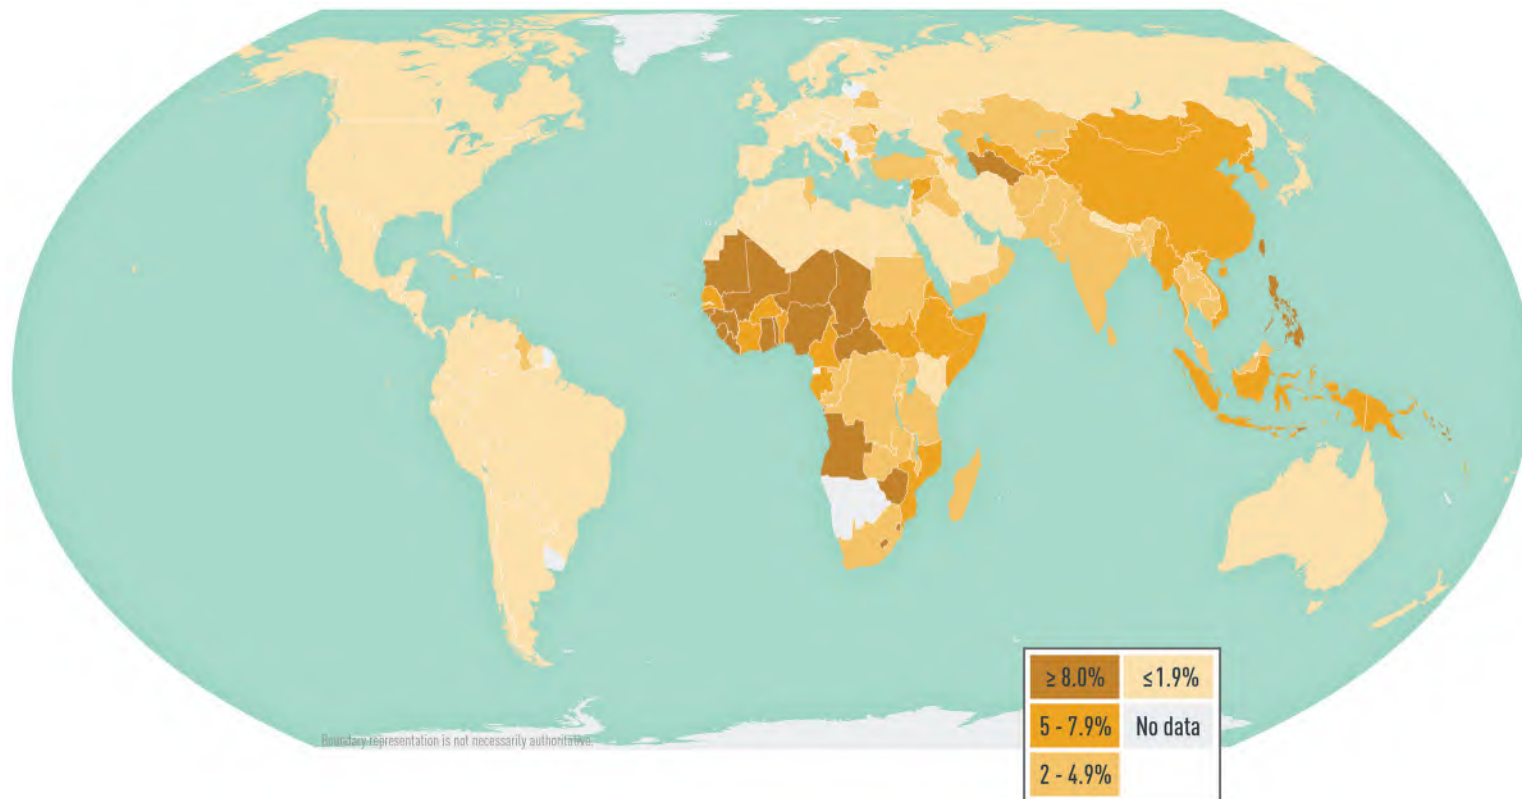 ≥ 8.0% ≤1.9%
5 - 7.9% No data
2 - 4.9%
Boundary representation is not necessarily authoritative.